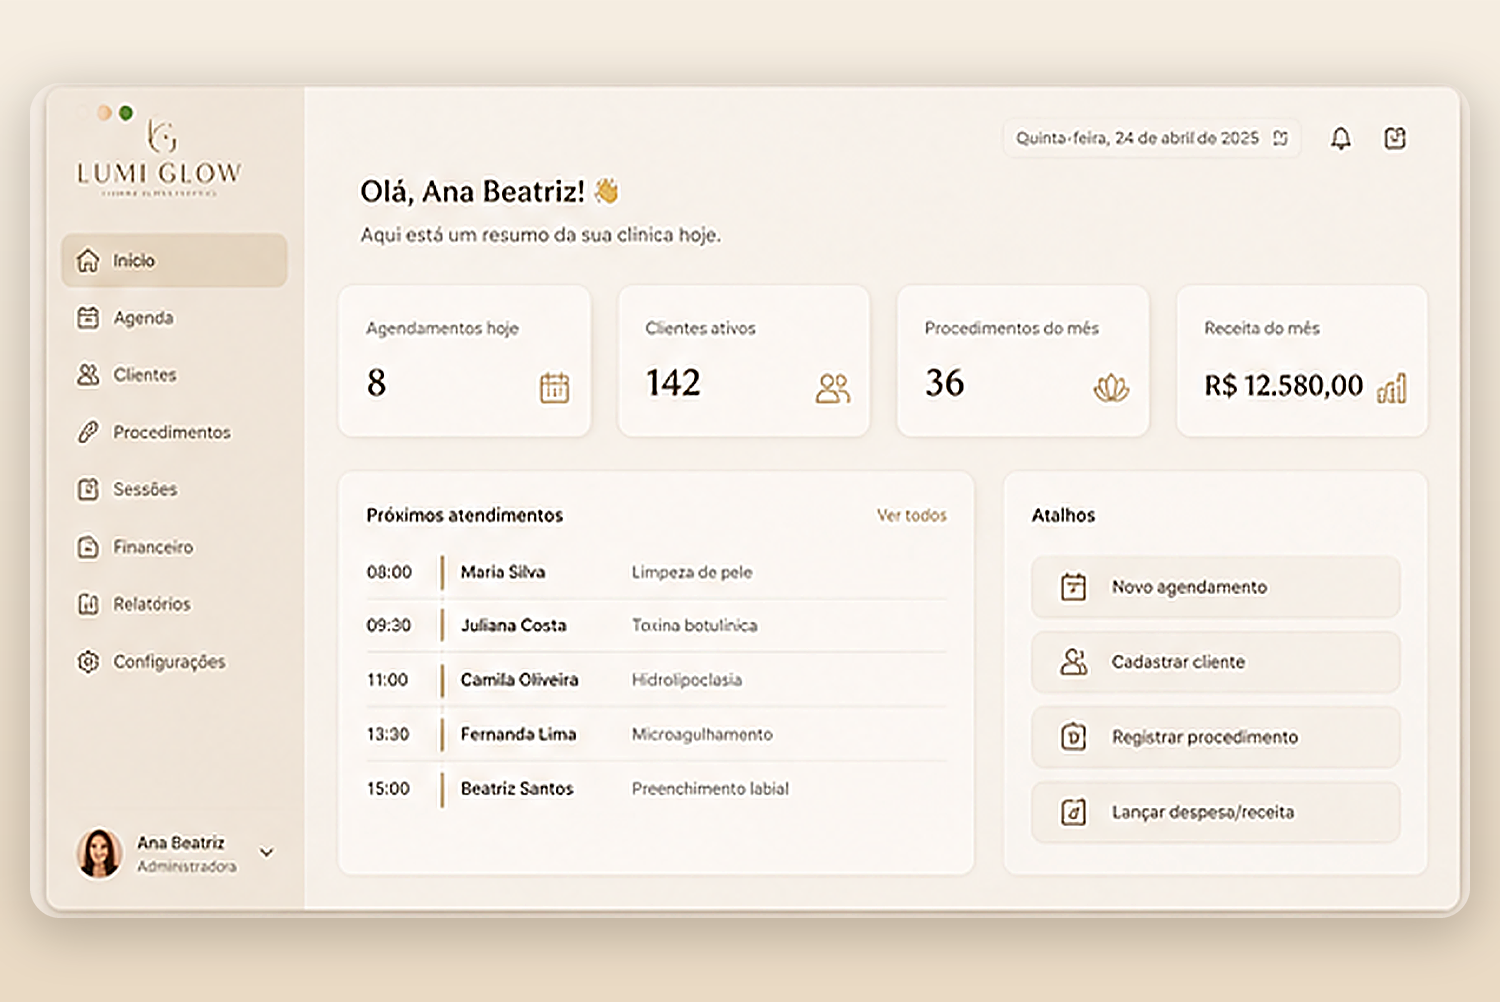 LUMI GLOW
Início
Agenda
Clientes
Procedimentos
Sessões
Financeiro
Relatórios
Configurações
Ana Beatriz
Administradora
Quinta-feira, 24 de abril de 2025
Olá, Ana Beatriz! 👋
Aqui está um resumo da sua clínica hoje.
Agendamentos hoje
8
Clientes ativos
142
Procedimentos do mês
36
Receita do mês
R$ 12.580,00
Próximos atendimentos
Ver todos
08:00 Maria Silva Limpeza de pele
09:30 Juliana Costa Toxina botulínica
11:00 Camila Oliveira Hidrolipoclasia
13:30 Fernanda Lima Microagulhamento
15:00 Beatriz Santos Preenchimento labial
Atalhos
Novo agendamento
Cadastrar cliente
Registrar procedimento
Lançar despesa/receita